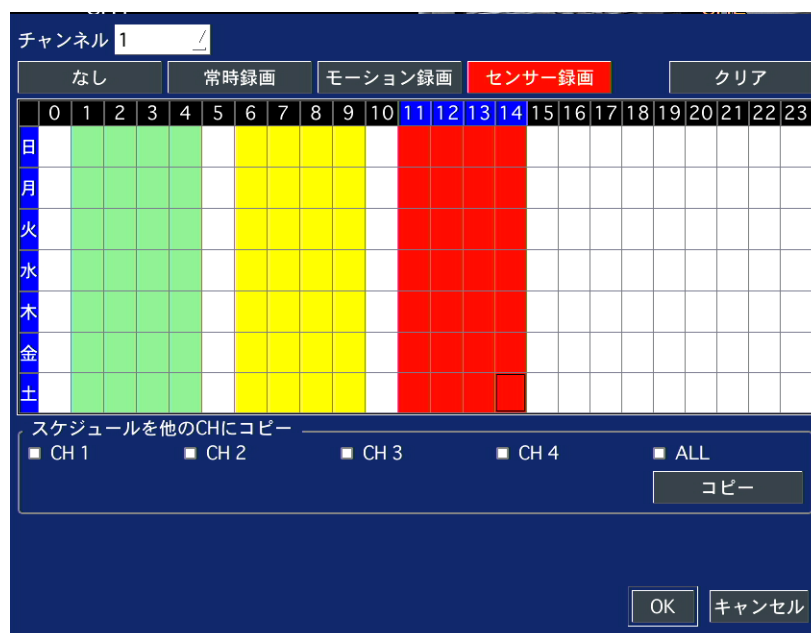 チャンネル 1
なし 常時録画 モーション録画 センサー録画 クリア
0 1 2 3 4 5 6 7 8 9 10 11 12 13 14 15 16 17 18 19 20 21 22 23
日
月
火
水
木
金
土
スケジュールを他のCHにコピー
CH 1 CH 2 CH 3 CH 4 ALL
コピー
OK キャンセル